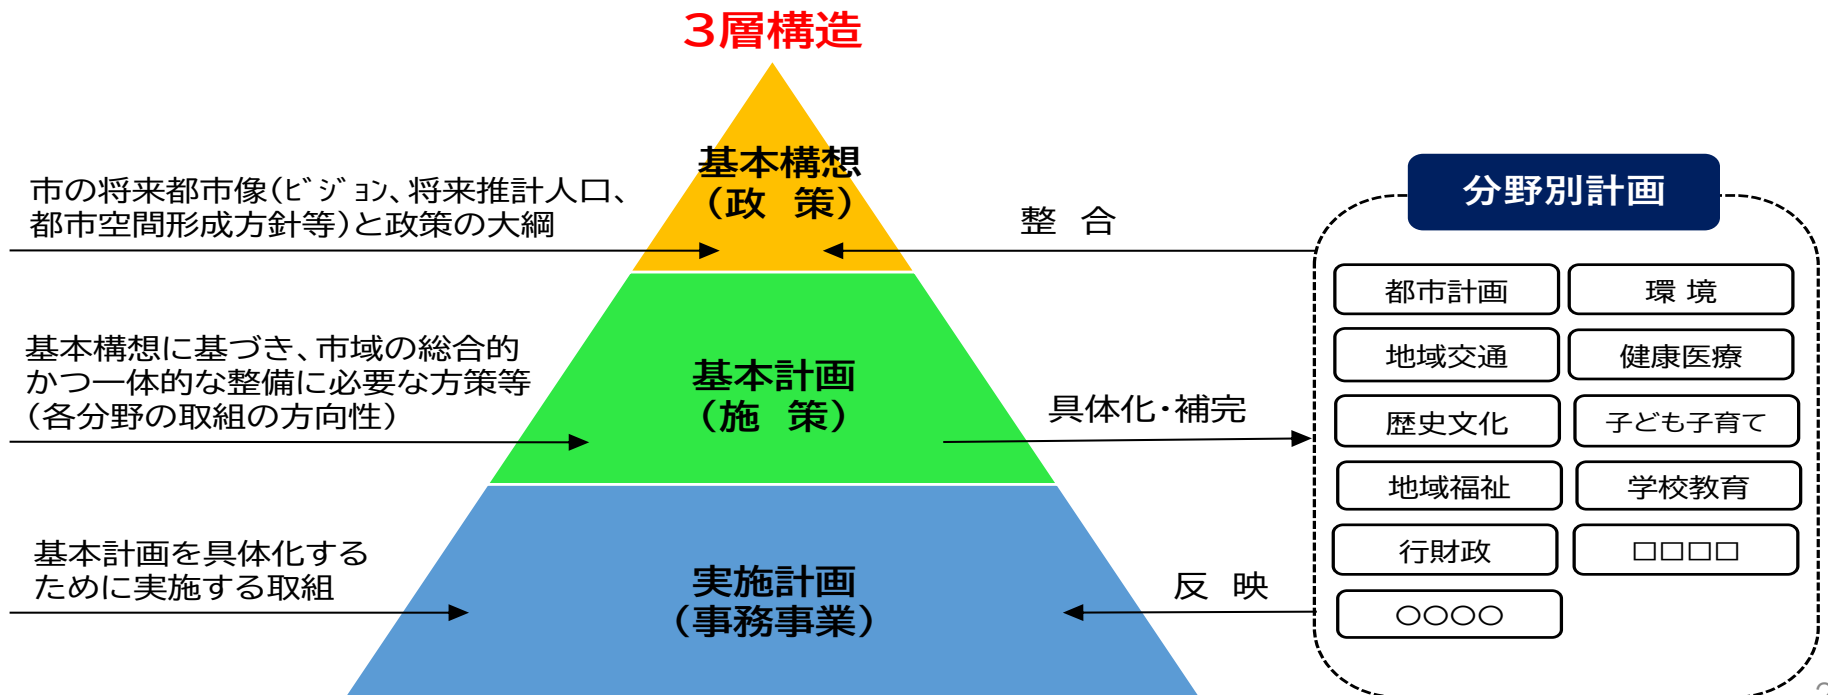 3層構造
基本構想
（政　策）
市の将来都市像(ﾋﾞｼﾞｮﾝ、将来推計人口、
都市空間形成方針等)と政策の大綱
整　合
分野別計画
都市計画
環 境
地域交通
健康医療
歴史文化
子ども子育て
地域福祉
学校教育
行財政
□□□□
○○○○
基本構想に基づき、市域の総合的
かつ一体的な整備に必要な方策等
(各分野の取組の方向性)
基本計画
（施　策）
具体化・補完
基本計画を具体化する
ために実施する取組
実施計画
（事務事業）
反　映